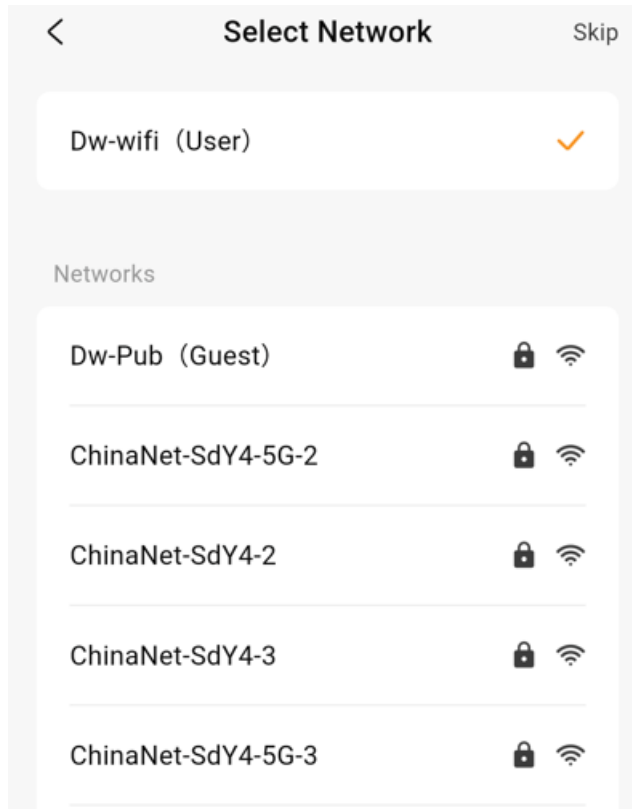 Select Network
Skip
Dw-wifi（User）
Networks
Dw-Pub（Guest）
ChinaNet-SdY4-5G-2
ChinaNet-SdY4-2
ChinaNet-SdY4-3
ChinaNet-SdY4-5G-3